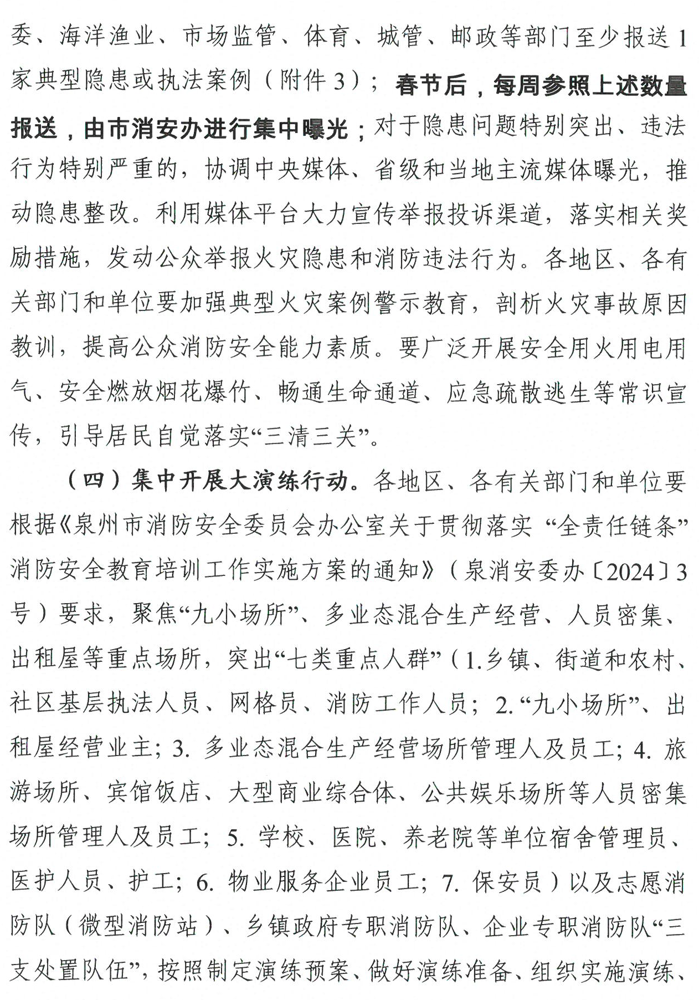 委、海洋渔业、市场监管、体育、城管、邮政等部门至少报送 1
家典型隐患或执法案例（附件 3）；春节后，每周参照上述数量
报送，由市消安办进行集中曝光；对于隐患问题特别突出、违法
行为特别严重的，协调中央媒体、省级和当地主流媒体曝光，推
动隐患整改。利用媒体平台大力宣传举报投诉渠道，落实相关奖
励措施，发动公众举报火灾隐患和消防违法行为。各地区、各有
关部门和单位要加强典型火灾案例警示教育，剖析火灾事故原因
教训，提高公众消防安全能力素质。要广泛开展安全用火用电用
气、安全燃放烟花爆竹、畅通生命通道、应急疏散逃生等常识宣
传，引导居民自觉落实“三清三关”。
（四）集中开展大演练行动。各地区、各有关部门和单位要
根据《泉州市消防安全委员会办公室关于贯彻落实 “全责任链条”
消防安全教育培训工作实施方案的通知》（泉消安委办〔2024〕3
号）要求，聚焦“九小场所”、多业态混合生产经营、人员密集、
出租屋等重点场所，突出“七类重点人群”（1.乡镇、街道和农村、
社区基层执法人员、网格员、消防工作人员；2. “九小场所”、出
租屋经营业主；3. 多业态混合生产经营场所管理人及员工；4. 旅
游场所、宾馆饭店、大型商业综合体、公共娱乐场所等人员密集
场所管理人及员工；5. 学校、医院、养老院等单位宿舍管理员、
医护人员、护工；6. 物业服务企业员工；7. 保安员）以及志愿消
防队（微型消防站）、乡镇政府专职消防队、企业专职消防队“三
支处置队伍”，按照制定演练预案、做好演练准备、组织实施演练、